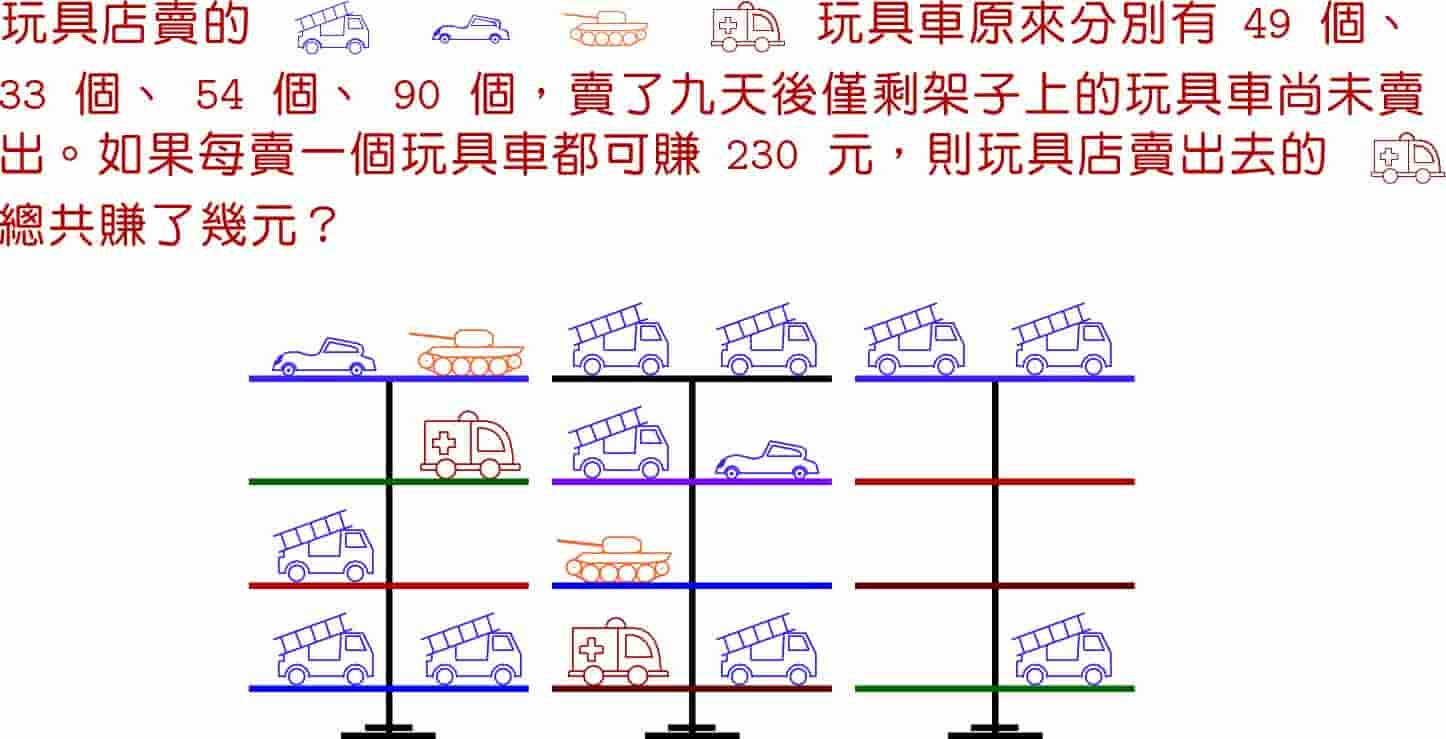 玩具店賣的 玩具車原來分別有 49 個、
33 個、 54 個、 90 個，賣了九天後僅剩架子上的玩具車尚未賣
出。如果每賣一個玩具車都可賺 230 元，則玩具店賣出去的
總共賺了幾元？